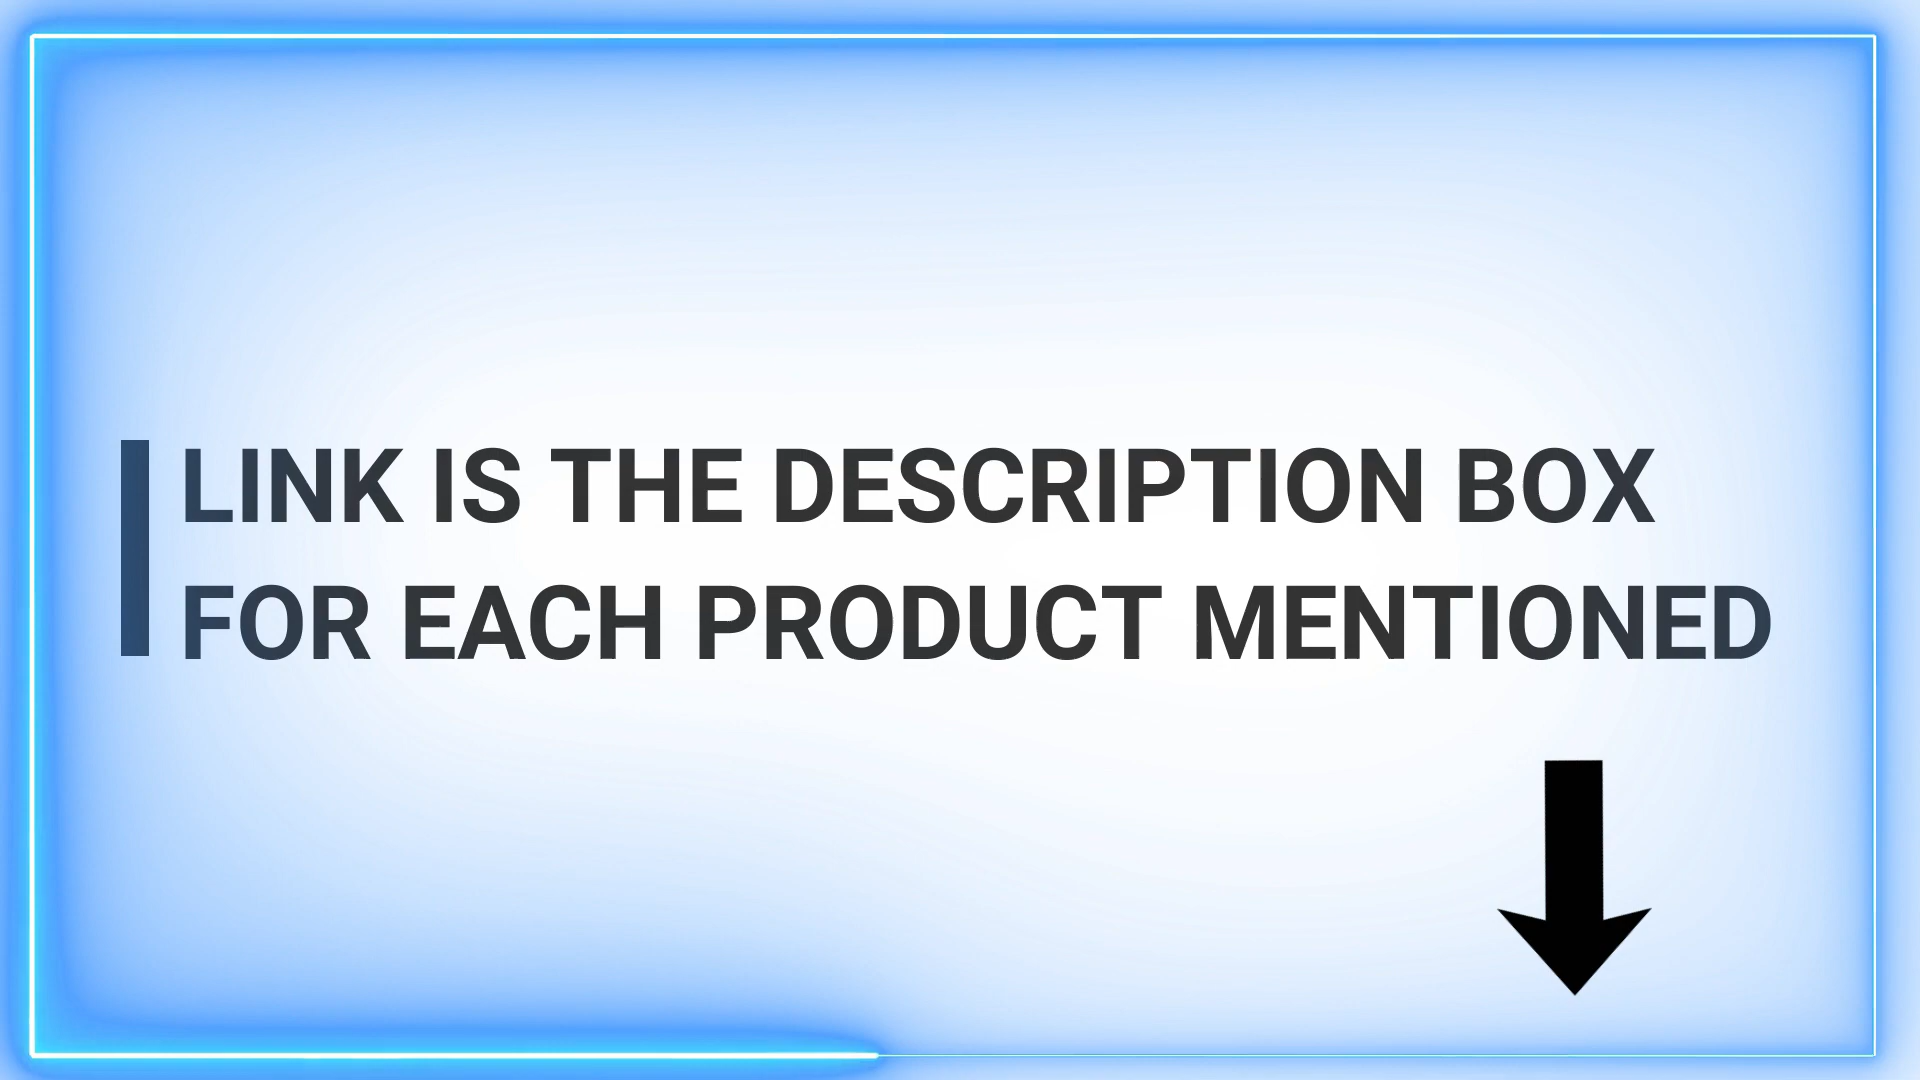 LINK IS THE DESCRIPTION BOX
FOR EACH PRODUCT MENTIONED